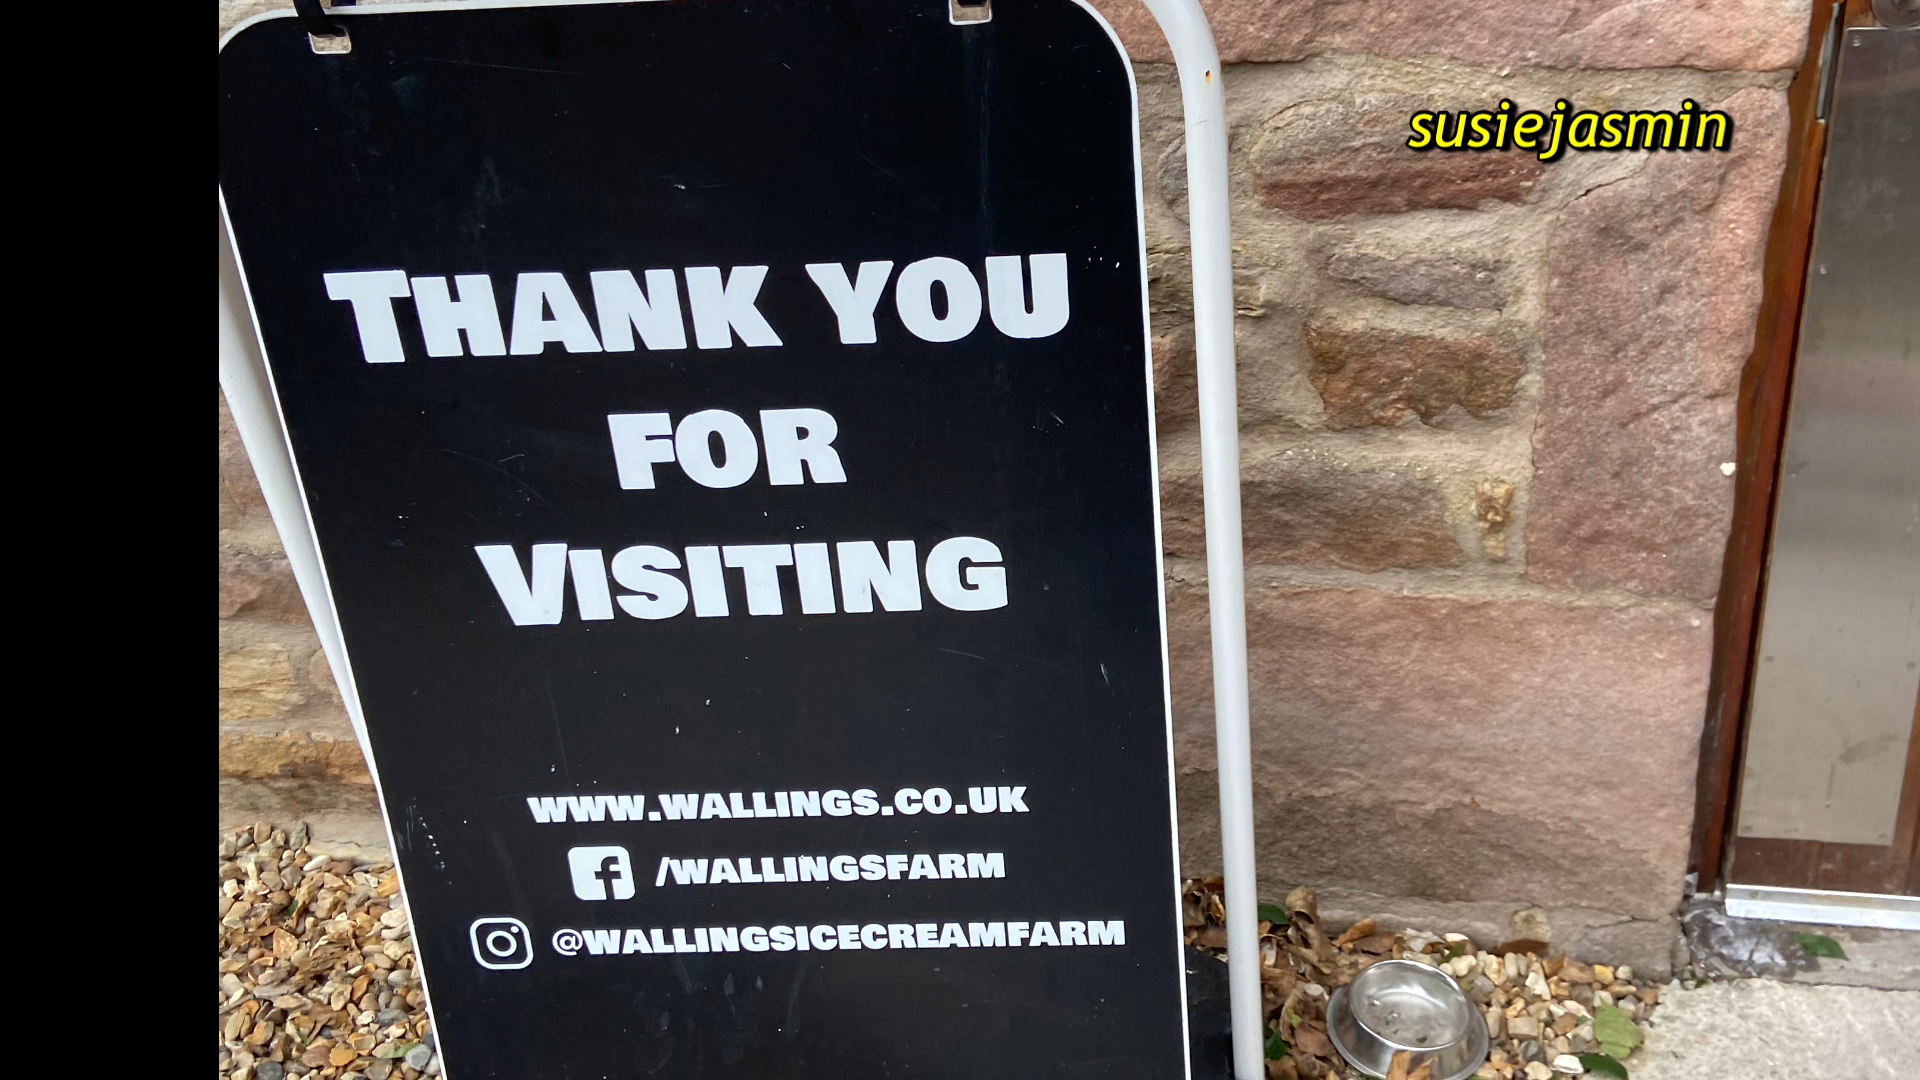 susiejasmin
THANK YOU
FOR
VISITING
WWW.WALLINGS.CO.UK
/WALLINGSFARM
@WALLINGSICECREAMFARM